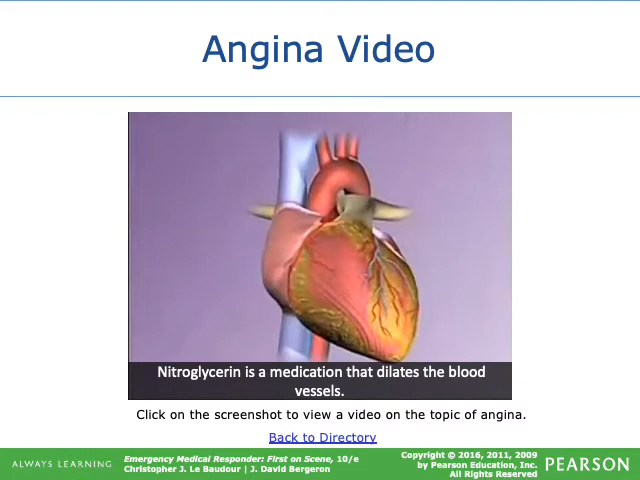 Angina Video
Nitroglycerin is a medication that dilates the blood
vessels.
Click on the screenshot to view a video on the topic of angina.
Back to Directory
ALWAYS LEARNING
Emergency Medical Responder: First on Scene, 10/e
Christopher J. Le Baudour | J. David Bergeron
Copyright © 2016, 2011, 2009
by Pearson Education, Inc.
All Rights Reserved
PEARSON